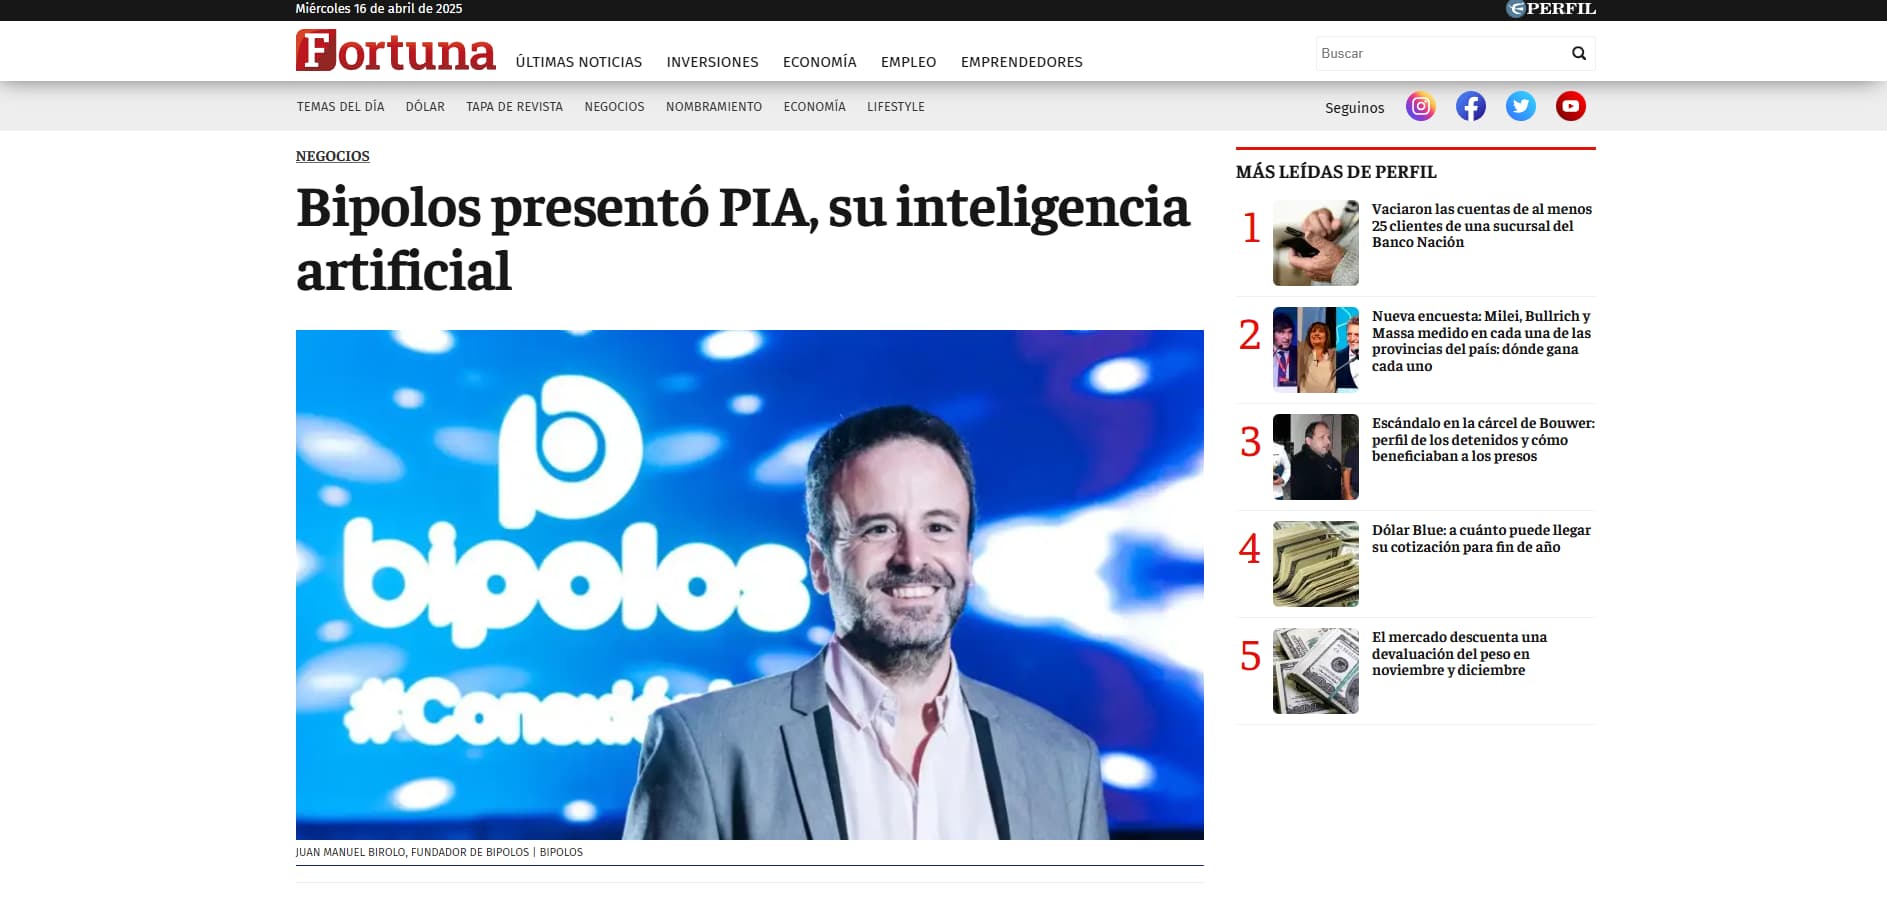 Miércoles 16 de abril de 2025
PERFIL
Fortuna
ÚLTIMAS NOTICIAS INVERSIONES ECONOMÍA EMPLEO EMPRENDEDORES
Buscar
TEMAS DEL DÍA DÓLAR TAPA DE REVISTA NEGOCIOS NOMBRAMIENTO ECONOMÍA LIFESTYLE
Seguinos
NEGOCIOS
Bipolos presentó PIA, su inteligencia
artificial
bipolos
JUAN MANUEL BIROLO, FUNDADOR DE BIPOLOS | BIPOLOS
MÁS LEÍDAS DE PERFIL
1
Vaciaron las cuentas de al menos
25 clientes de una sucursal del
Banco Nación
2
Nueva encuesta: Milei, Bullrich y
Massa medido en cada una de las
provincias del país: dónde gana
cada uno
3
Escándalo en la cárcel de Bouwer:
perfil de los detenidos y cómo
beneficiaban a los presos
4
Dólar Blue: a cuánto puede llegar
su cotización para fin de año
5
El mercado descuenta una
devaluación del peso en
noviembre y diciembre